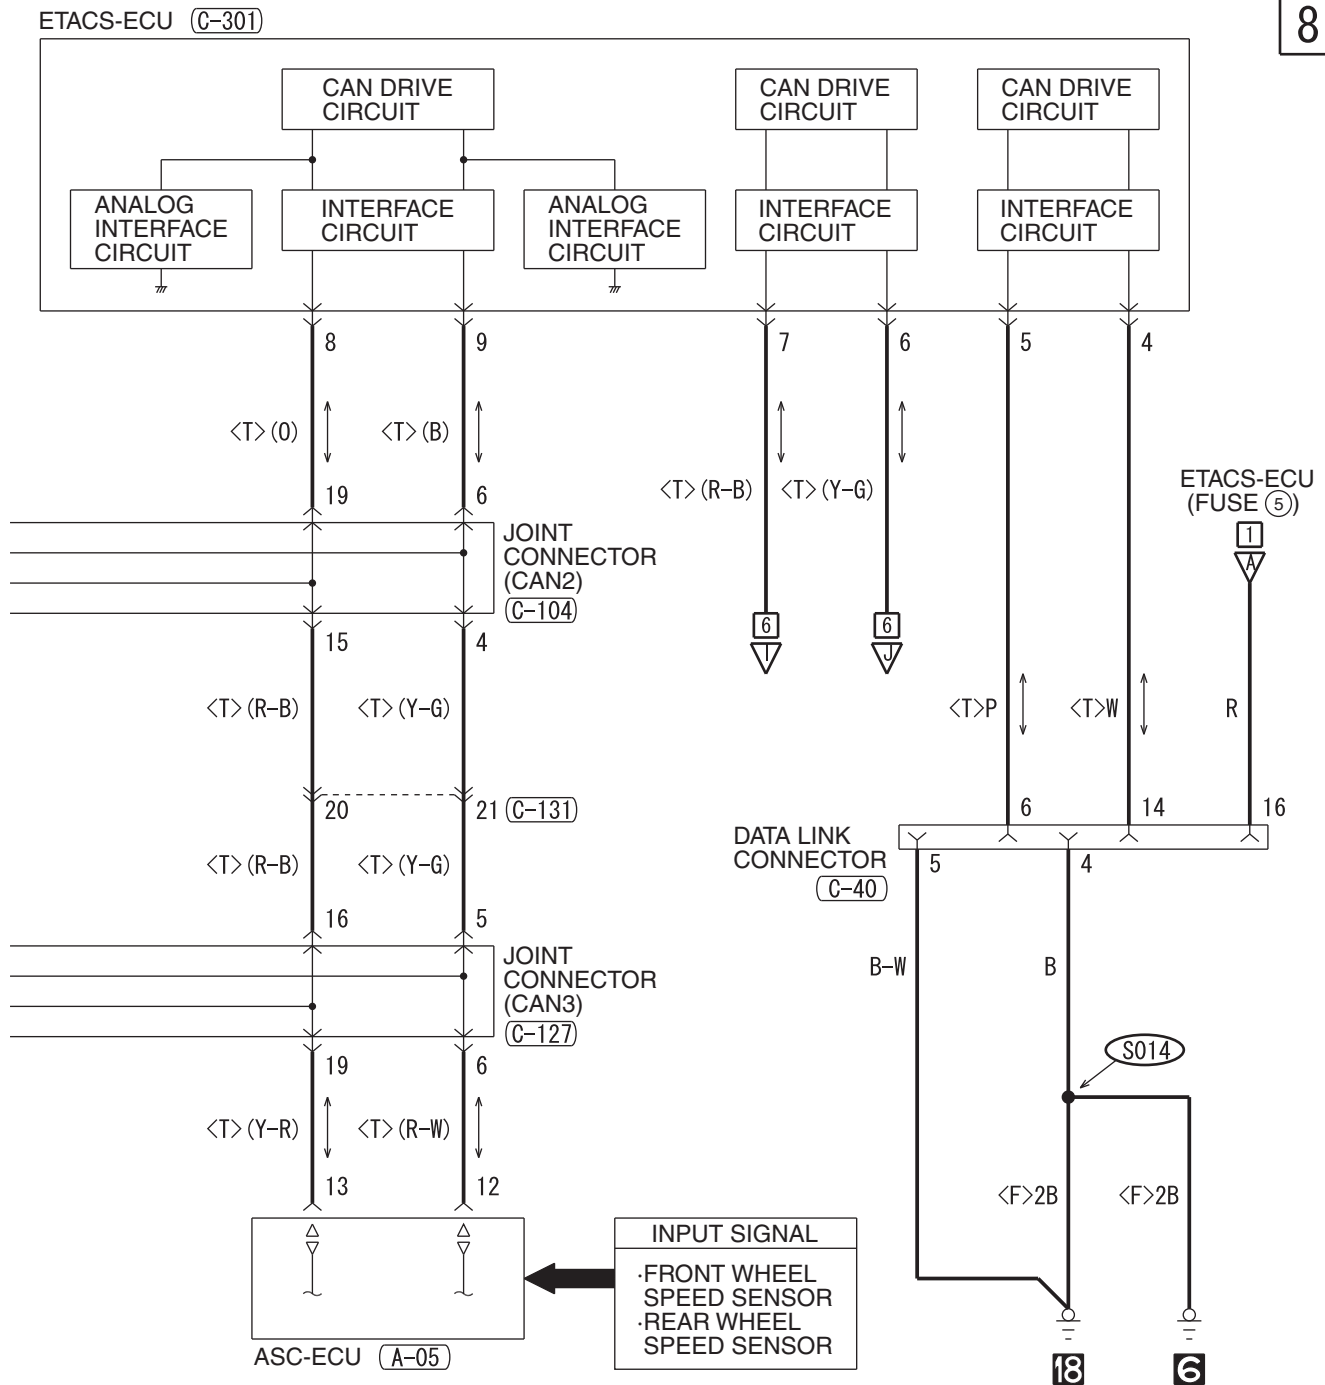 ETACS-ECU (C-301)
8
CAN DRIVE
CIRCUIT
CAN DRIVE
CIRCUIT
CAN DRIVE
CIRCUIT
ANALOG
INTERFACE
CIRCUIT
INTERFACE
CIRCUIT
ANALOG
INTERFACE
CIRCUIT
INTERFACE
CIRCUIT
INTERFACE
CIRCUIT
8
9
7
6
5
4
<T>(O)
<T>(B)
<T>(R-B)
<T>(Y-G)
ETACS-ECU
(FUSE 5)
1
A
19
6
JOINT
CONNECTOR
(CAN2)
C-104
6
I
6
J
15
4
<T>(R-B)
<T>(Y-G)
<T>P
<T>W
R
20
21 C-131
6
14
16
DATA LINK
CONNECTOR
C-40
5
4
<T>(R-B)
<T>(Y-G)
16
5
JOINT
CONNECTOR
(CAN3)
C-127
B-W
B
S014
19
6
<T>(Y-R)
<T>(R-W)
13
12
<F>2B
<F>2B
INPUT SIGNAL
·FRONT WHEEL
SPEED SENSOR
·REAR WHEEL
SPEED SENSOR
ASC-ECU A-05
18
6